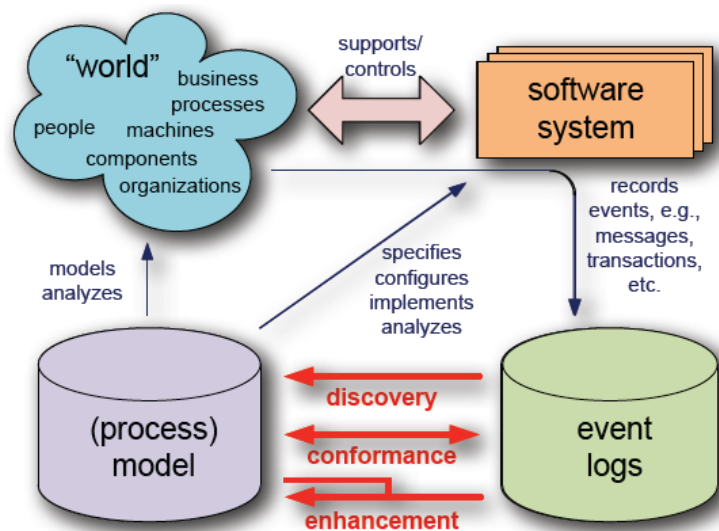 “world”
business
processes
people
machines
components
organizations
supports/
controls
software
system
records
events, e.g.,
messages,
transactions,
etc.
models
analyzes
specifies
configures
implements
analyzes
(process)
model
discovery
conformance
enhancement
event
logs